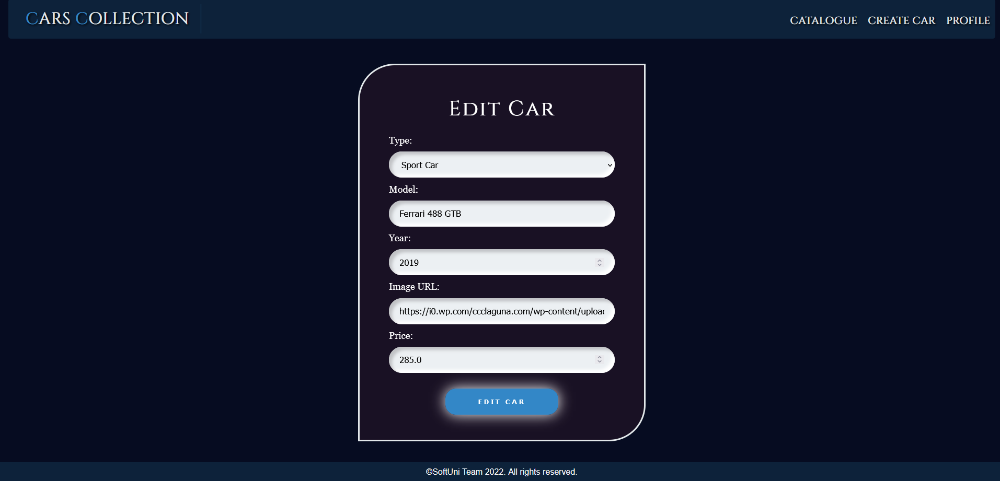 CARS COLLECTION
CATALOGUE CREATE CAR PROFILE
EDIT CAR
Type:
Sport Car
Model:
Ferrari 488 GTB
Year:
2019
Image URL:
https://i0.wp.com/ccclaguna.com/wp-content/uploa
Price:
285.0
EDIT CAR
©SoftUni Team 2022. All rights reserved.